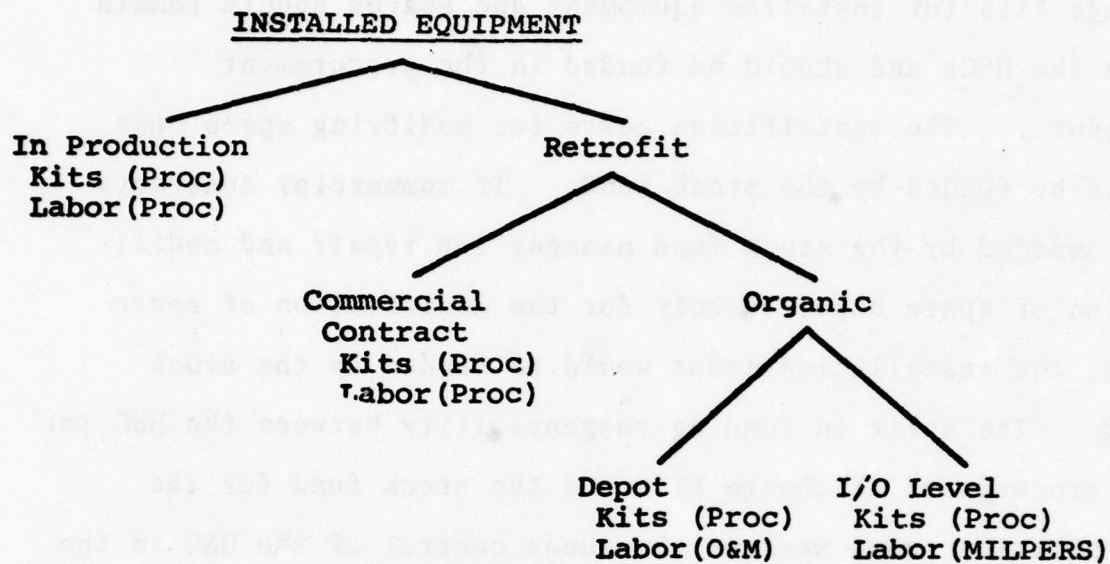 INSTALLED EQUIPMENT
In Production
Kits (Proc)
Labor(Proc)
Retrofit
Commercial
Contract
Kits (Proc)
Labor(Proc)
Organic
Depot
Kits (Proc)
Labor(O&M)
I/O Level
Kits (Proc)
Labor(MILPERS)